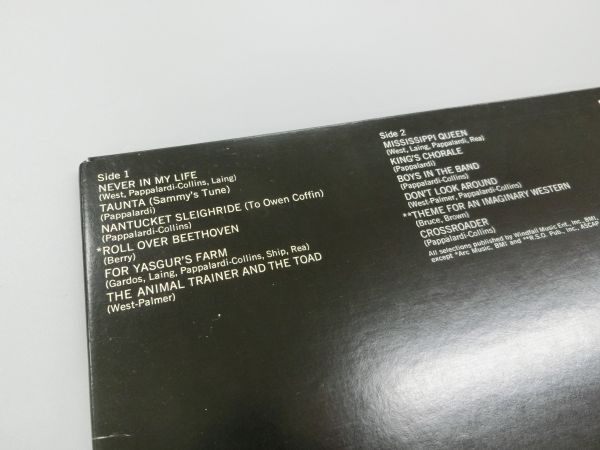 Side 1
NEVER IN MY LIFE
(West, Pappalardi-Collins, Laing)
TAUNTA (Sammy's Tune)
(Pappalardi)
NANTUCKET SLEIGHRIDE (To Owen Coffin)
(Pappalardi-Collins)
*ROLL OVER BEETHOVEN
(Berry)
FOR YASGUR'S FARM
(Gardos, Laing, Pappalardi-Collins, Ship, Rea)
THE ANIMAL TRAINER AND THE TOAD
(West-Palmer)
Side 2
MISSISSIPPI QUEEN
(West, Laing, Pappalardi, Rea)
KING'S CHORALE
(Pappalardi)
BOYS IN THE BAND
(Pappalardi-Collins)
DON'T LOOK AROUND
(West-Palmer, Pappalardi-Collins)
**THEME FOR AN IMAGINARY WESTERN
(Bruce, Brown)
CROSSROADER
(Pappalardi-Collins)
All selections published by Windfall Music Ent., Inc., BMI,
except *Arc Music, BMI and **R.S.O. Pub., Inc., ASCAP